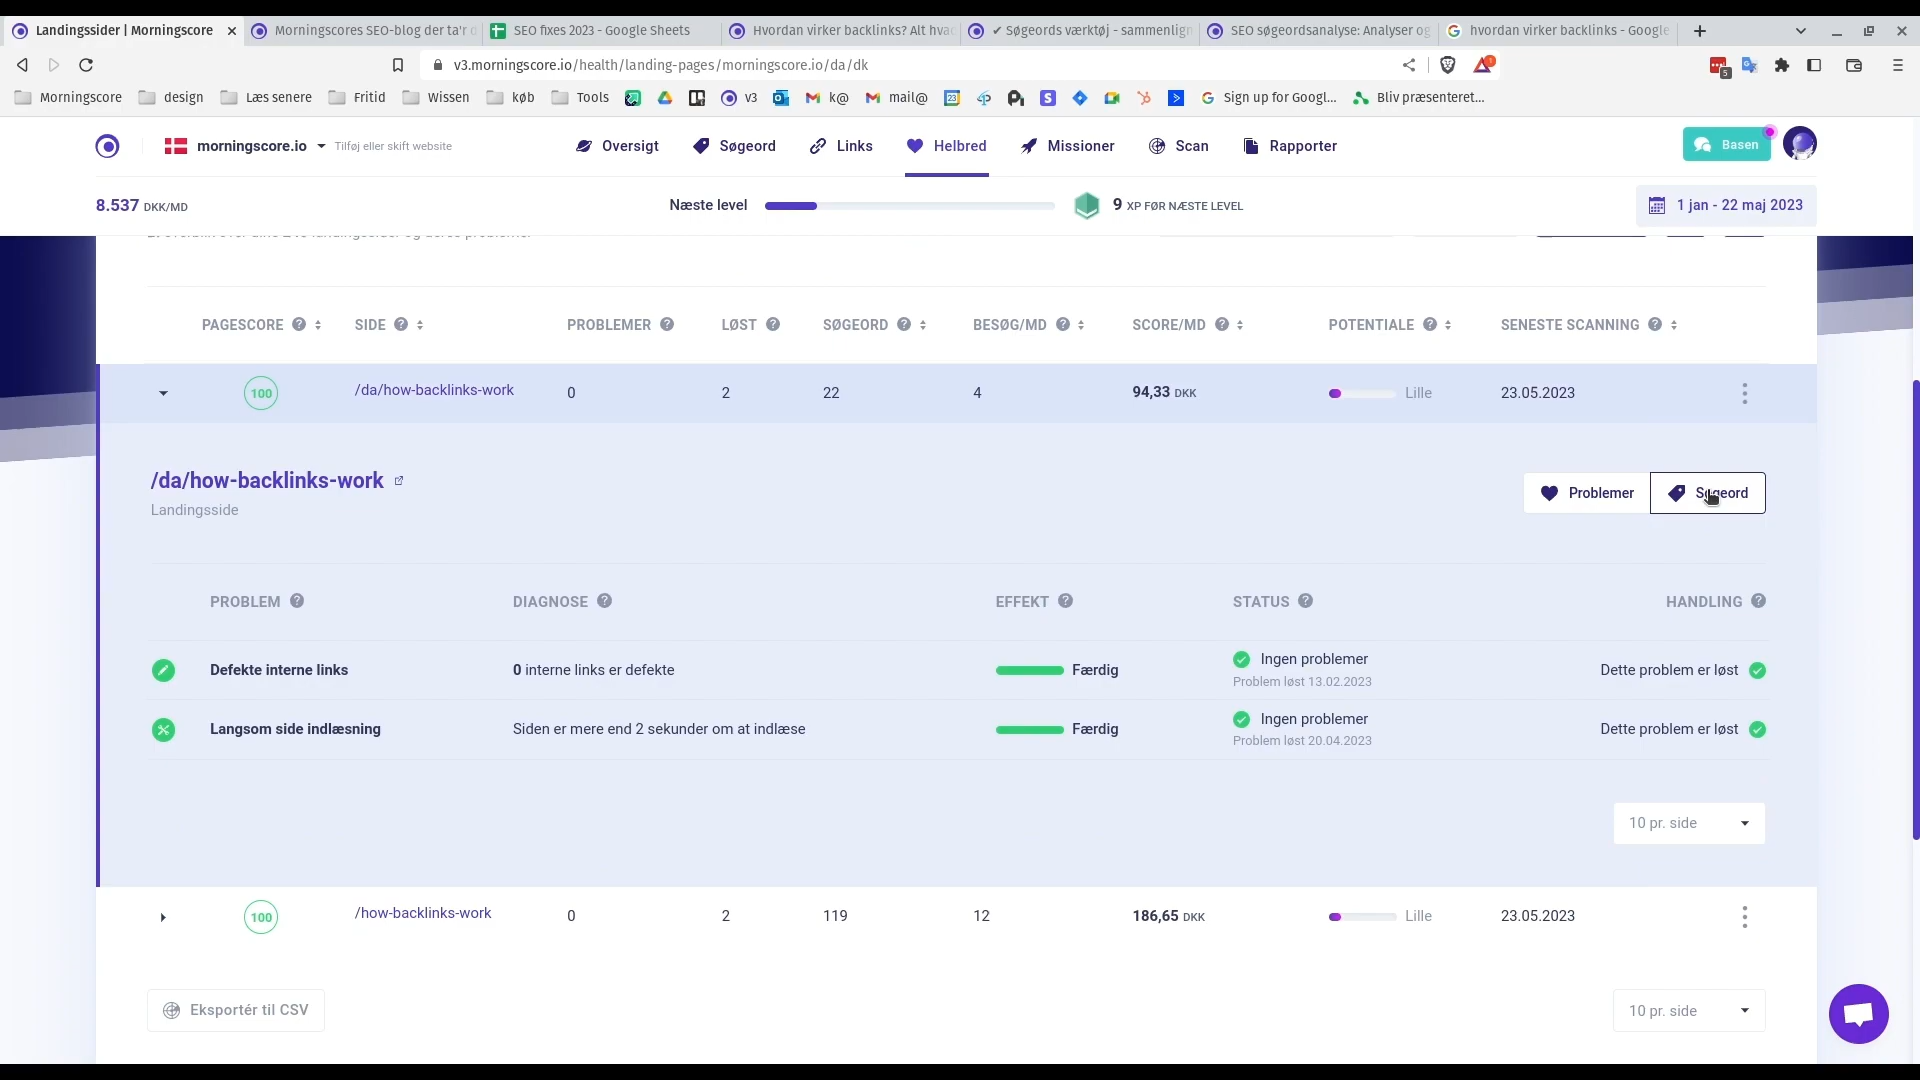 Landingssider | Morningscore
Morningscores SEO-blog der ta'r d
SEO fixes 2023 - Google Sheets
Hvordan virker backlinks? Alt hvad
✔ Søgeords værktøj - sammenlign
SEO søgeordsanalyse: Analyser og
hvordan virker backlinks - Google
v3.morningscore.io/health/landing-pages/morningscore.io/da/dk
5
1
Morningscore
design
Læs senere
Fritid
Wissen
køb
Tools
v3
k@
mail@
23
Sign up for Googl...
Bliv præsenteret...
morningscore.io
Tilføj eller skift website
Oversigt
Søgeord
Links
Helbred
Missioner
Scan
Rapporter
Basen
8.537 DKK/MD
Næste level
9 XP FØR NÆSTE LEVEL
1 jan - 22 maj 2023
PAGESCORE
SIDE
PROBLEMER
LØST
SØGEORD
BESØG/MD
SCORE/MD
POTENTIALE
SENESTE SCANNING
100 /da/how-backlinks-work 0 2 22 4 94,33 DKK Lille 23.05.2023
/da/how-backlinks-work
Landingsside
Problemer
Søgeord
PROBLEM
DIAGNOSE
EFFEKT
STATUS
HANDLING
Defekte interne links
0 interne links er defekte
Færdig
Ingen problemer
Problem løst 13.02.2023
Dette problem er løst
Langsom side indlæsning
Siden er mere end 2 sekunder om at indlæse
Færdig
Ingen problemer
Problem løst 20.04.2023
Dette problem er løst
10 pr. side
100 /how-backlinks-work 0 2 119 12 186,65 DKK Lille 23.05.2023
Eksportér til CSV
10 pr. side